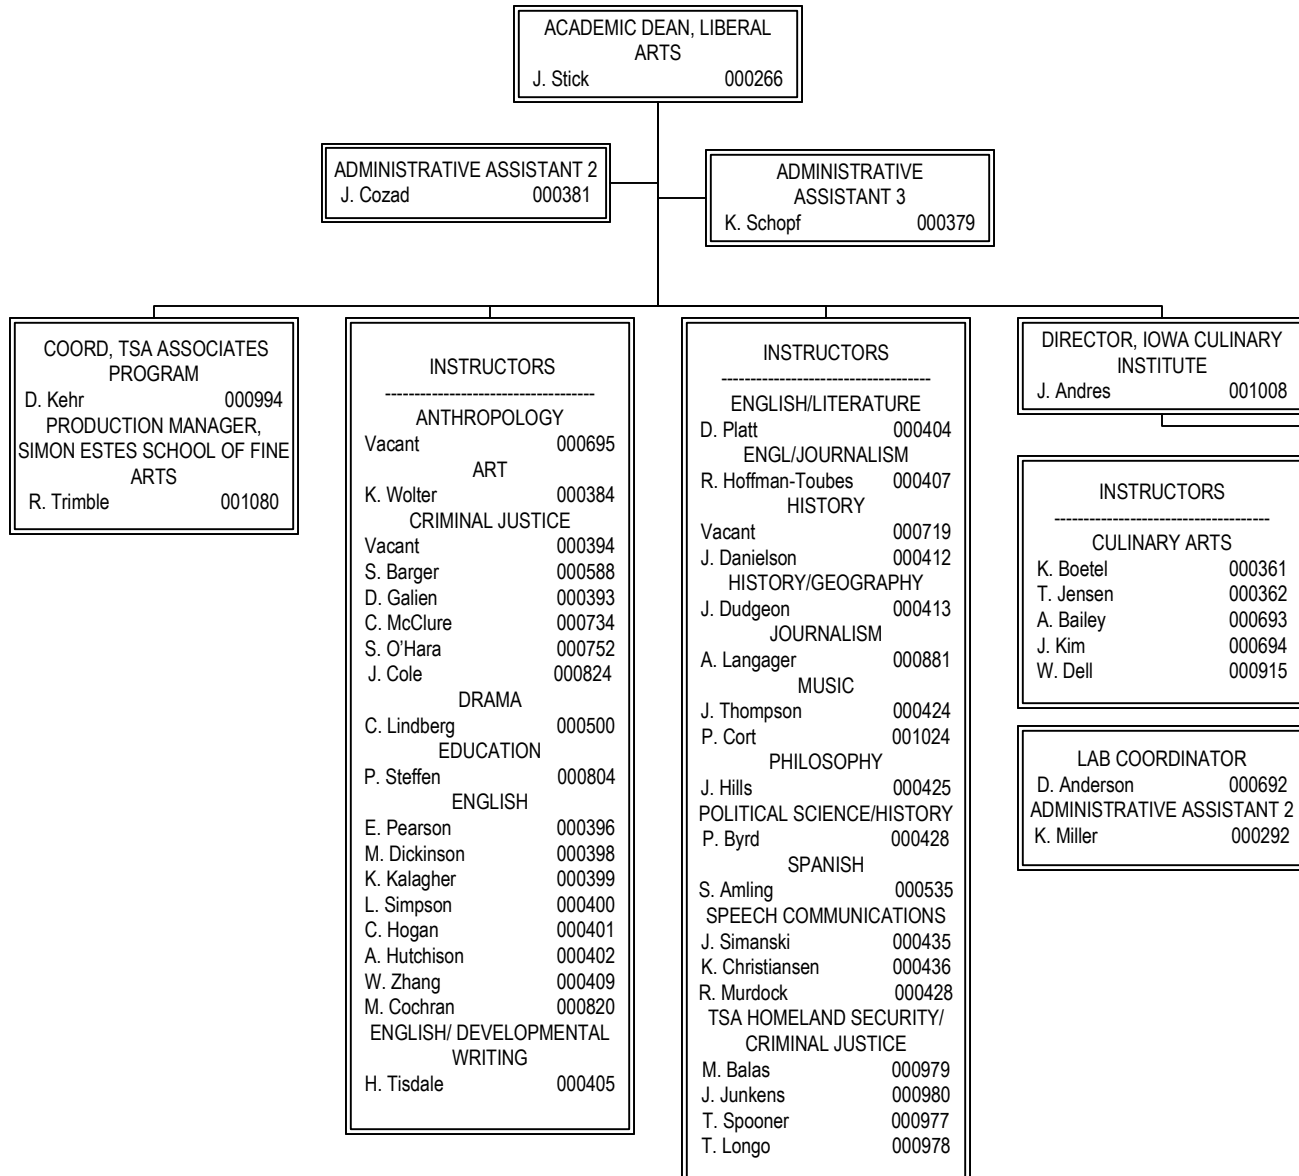 ACADEMIC DEAN, LIBERAL
ARTS
J. Stick 000266
ADMINISTRATIVE ASSISTANT 2
J. Cozad 000381
ADMINISTRATIVE
ASSISTANT 3
K. Schopf 000379
COORD, TSA ASSOCIATES
PROGRAM
D. Kehr 000994
PRODUCTION MANAGER,
SIMON ESTES SCHOOL OF FINE
ARTS
R. Trimble 001080
INSTRUCTORS
------------------------------------
ANTHROPOLOGY
Vacant 000695
ART
K. Wolter 000384
CRIMINAL JUSTICE
Vacant 000394
S. Barger 000588
D. Galien 000393
C. McClure 000734
S. O'Hara 000752
J. Cole 000824
DRAMA
C. Lindberg 000500
EDUCATION
P. Steffen 000804
ENGLISH
E. Pearson 000396
M. Dickinson 000398
K. Kalagher 000399
L. Simpson 000400
C. Hogan 000401
A. Hutchison 000402
W. Zhang 000409
M. Cochran 000820
ENGLISH/ DEVELOPMENTAL
WRITING
H. Tisdale 000405
INSTRUCTORS
------------------------------------
ENGLISH/LITERATURE
D. Platt 000404
ENGL/JOURNALISM
R. Hoffman-Toubes 000407
HISTORY
Vacant 000719
J. Danielson 000412
HISTORY/GEOGRAPHY
J. Dudgeon 000413
JOURNALISM
A. Langager 000881
MUSIC
J. Thompson 000424
P. Cort 001024
PHILOSOPHY
J. Hills 000425
POLITICAL SCIENCE/HISTORY
P. Byrd 000428
SPANISH
S. Amling 000535
SPEECH COMMUNICATIONS
J. Simanski 000435
K. Christiansen 000436
R. Murdock 000428
TSA HOMELAND SECURITY/
CRIMINAL JUSTICE
M. Balas 000979
J. Junkens 000980
T. Spooner 000977
T. Longo 000978
DIRECTOR, IOWA CULINARY
INSTITUTE
J. Andres 001008
INSTRUCTORS
-------------------------------------
CULINARY ARTS
K. Boetel 000361
T. Jensen 000362
A. Bailey 000693
J. Kim 000694
W. Dell 000915
LAB COORDINATOR
D. Anderson 000692
ADMINISTRATIVE ASSISTANT 2
K. Miller 000292